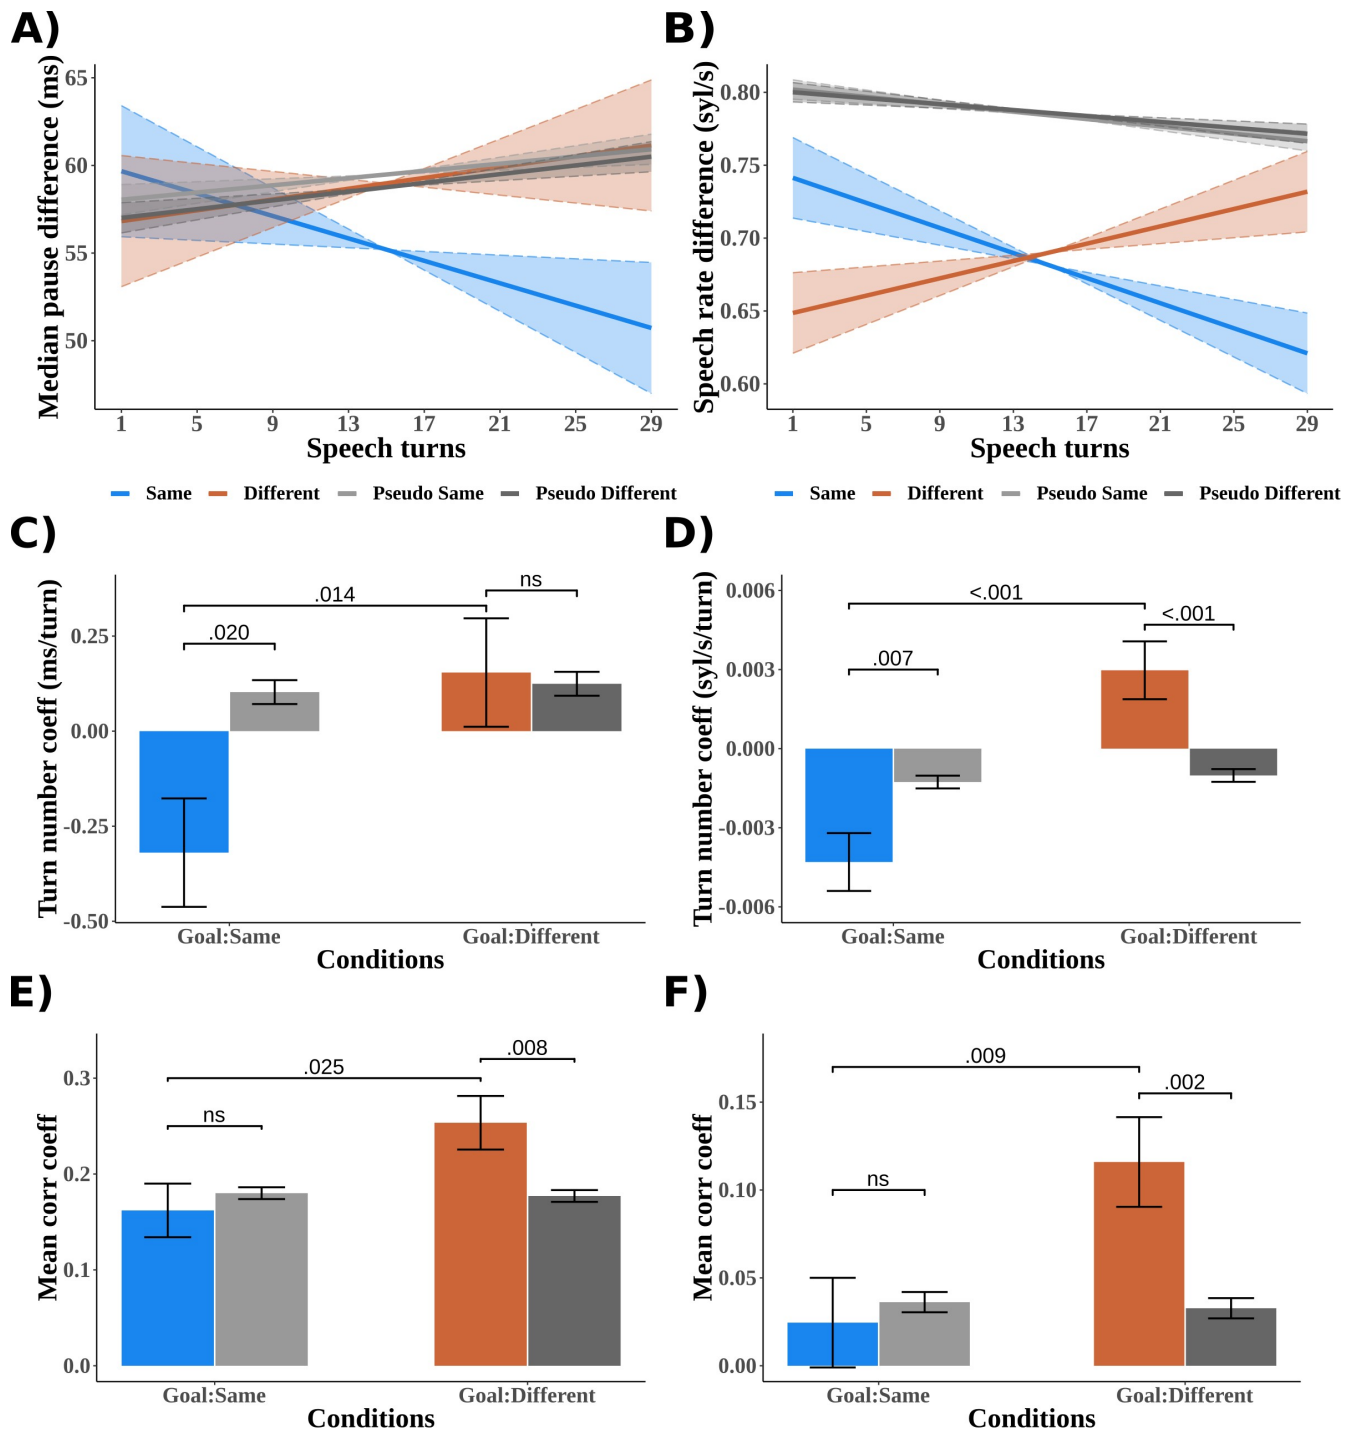 A)
Median pause difference (ms)
65
60
55
50
1 5 9 13 17 21 25 29
Speech turns
Same Different Pseudo Same Pseudo Different
B)
Speech rate difference (syl/s)
0.80
0.75
0.70
0.65
0.60
1 5 9 13 17 21 25 29
Speech turns
Same Different Pseudo Same Pseudo Different
C)
Turn number coeff (ms/turn)
0.25
0.00
-0.25
-0.50
.014
ns
.020
Goal:Same Goal:Different
Conditions
D)
Turn number coeff (syl/s/turn)
0.006
0.003
0.000
-0.003
-0.006
<.001
<.001
.007
Goal:Same Goal:Different
Conditions
E)
Mean corr coeff
0.3
0.2
0.1
0.0
.008
.025
ns
Goal:Same Goal:Different
Conditions
F)
Mean corr coeff
0.15
0.10
0.05
0.00
.009
.002
ns
Goal:Same Goal:Different
Conditions